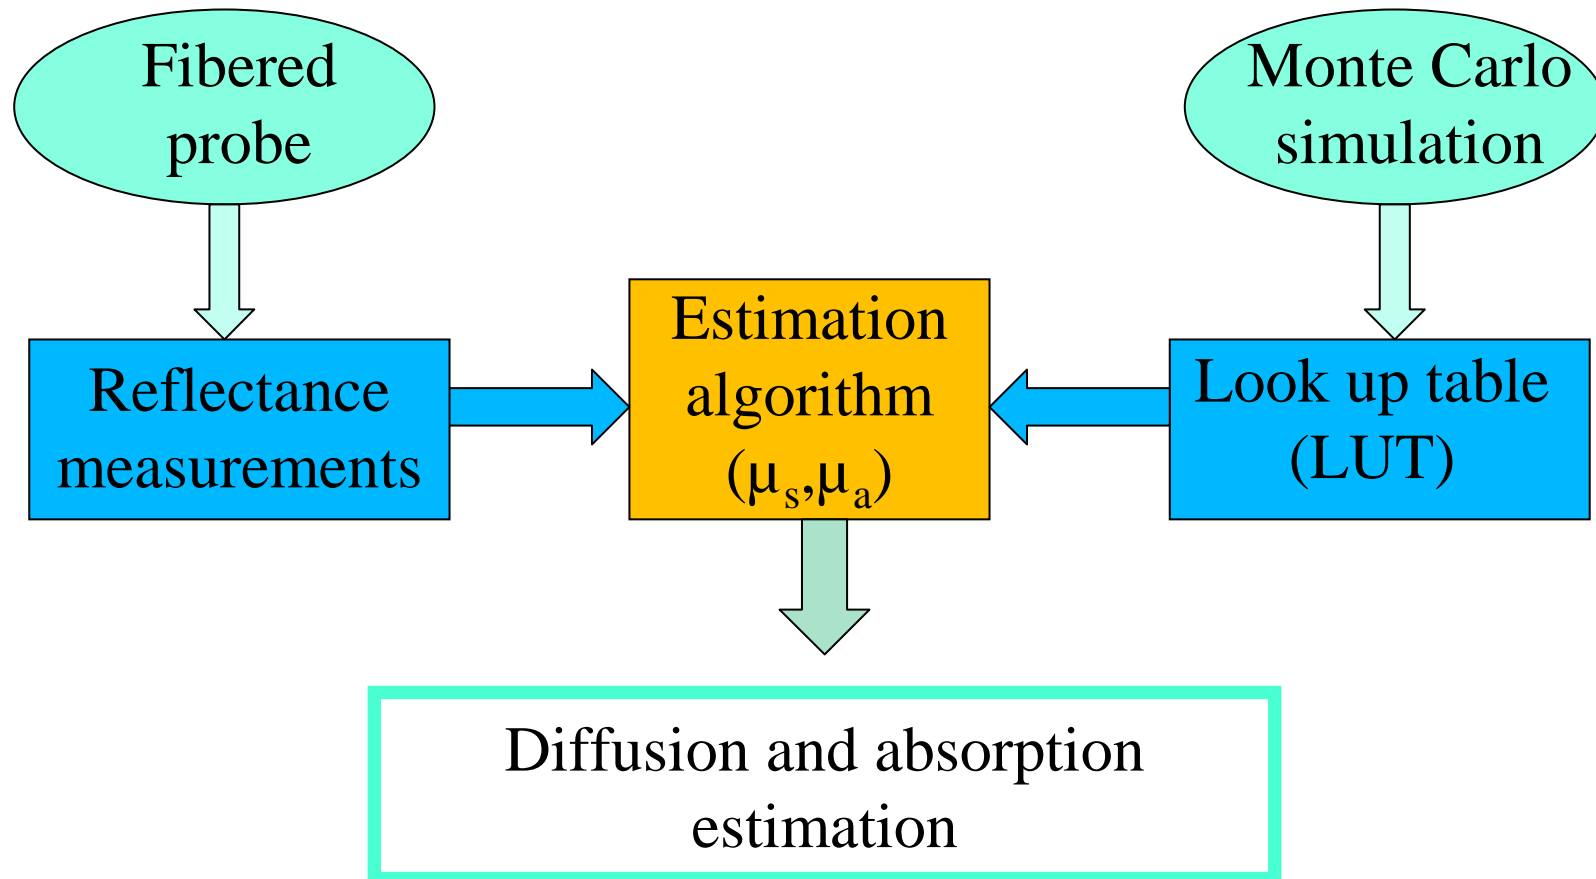 Fibered
probe
Monte Carlo
simulation
Reflectance
measurements
Estimation
algorithm
(μs,μa)
Look up table
(LUT)
Diffusion and absorption
estimation